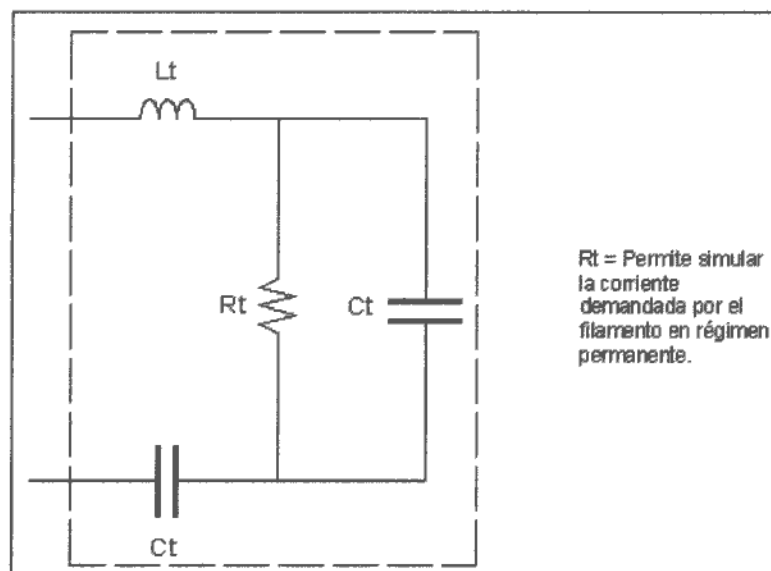 Lt
Rt
Ct
Rt = Permite simular
la corriente
demandada por el
filamento en régimen
permanente.
Ct